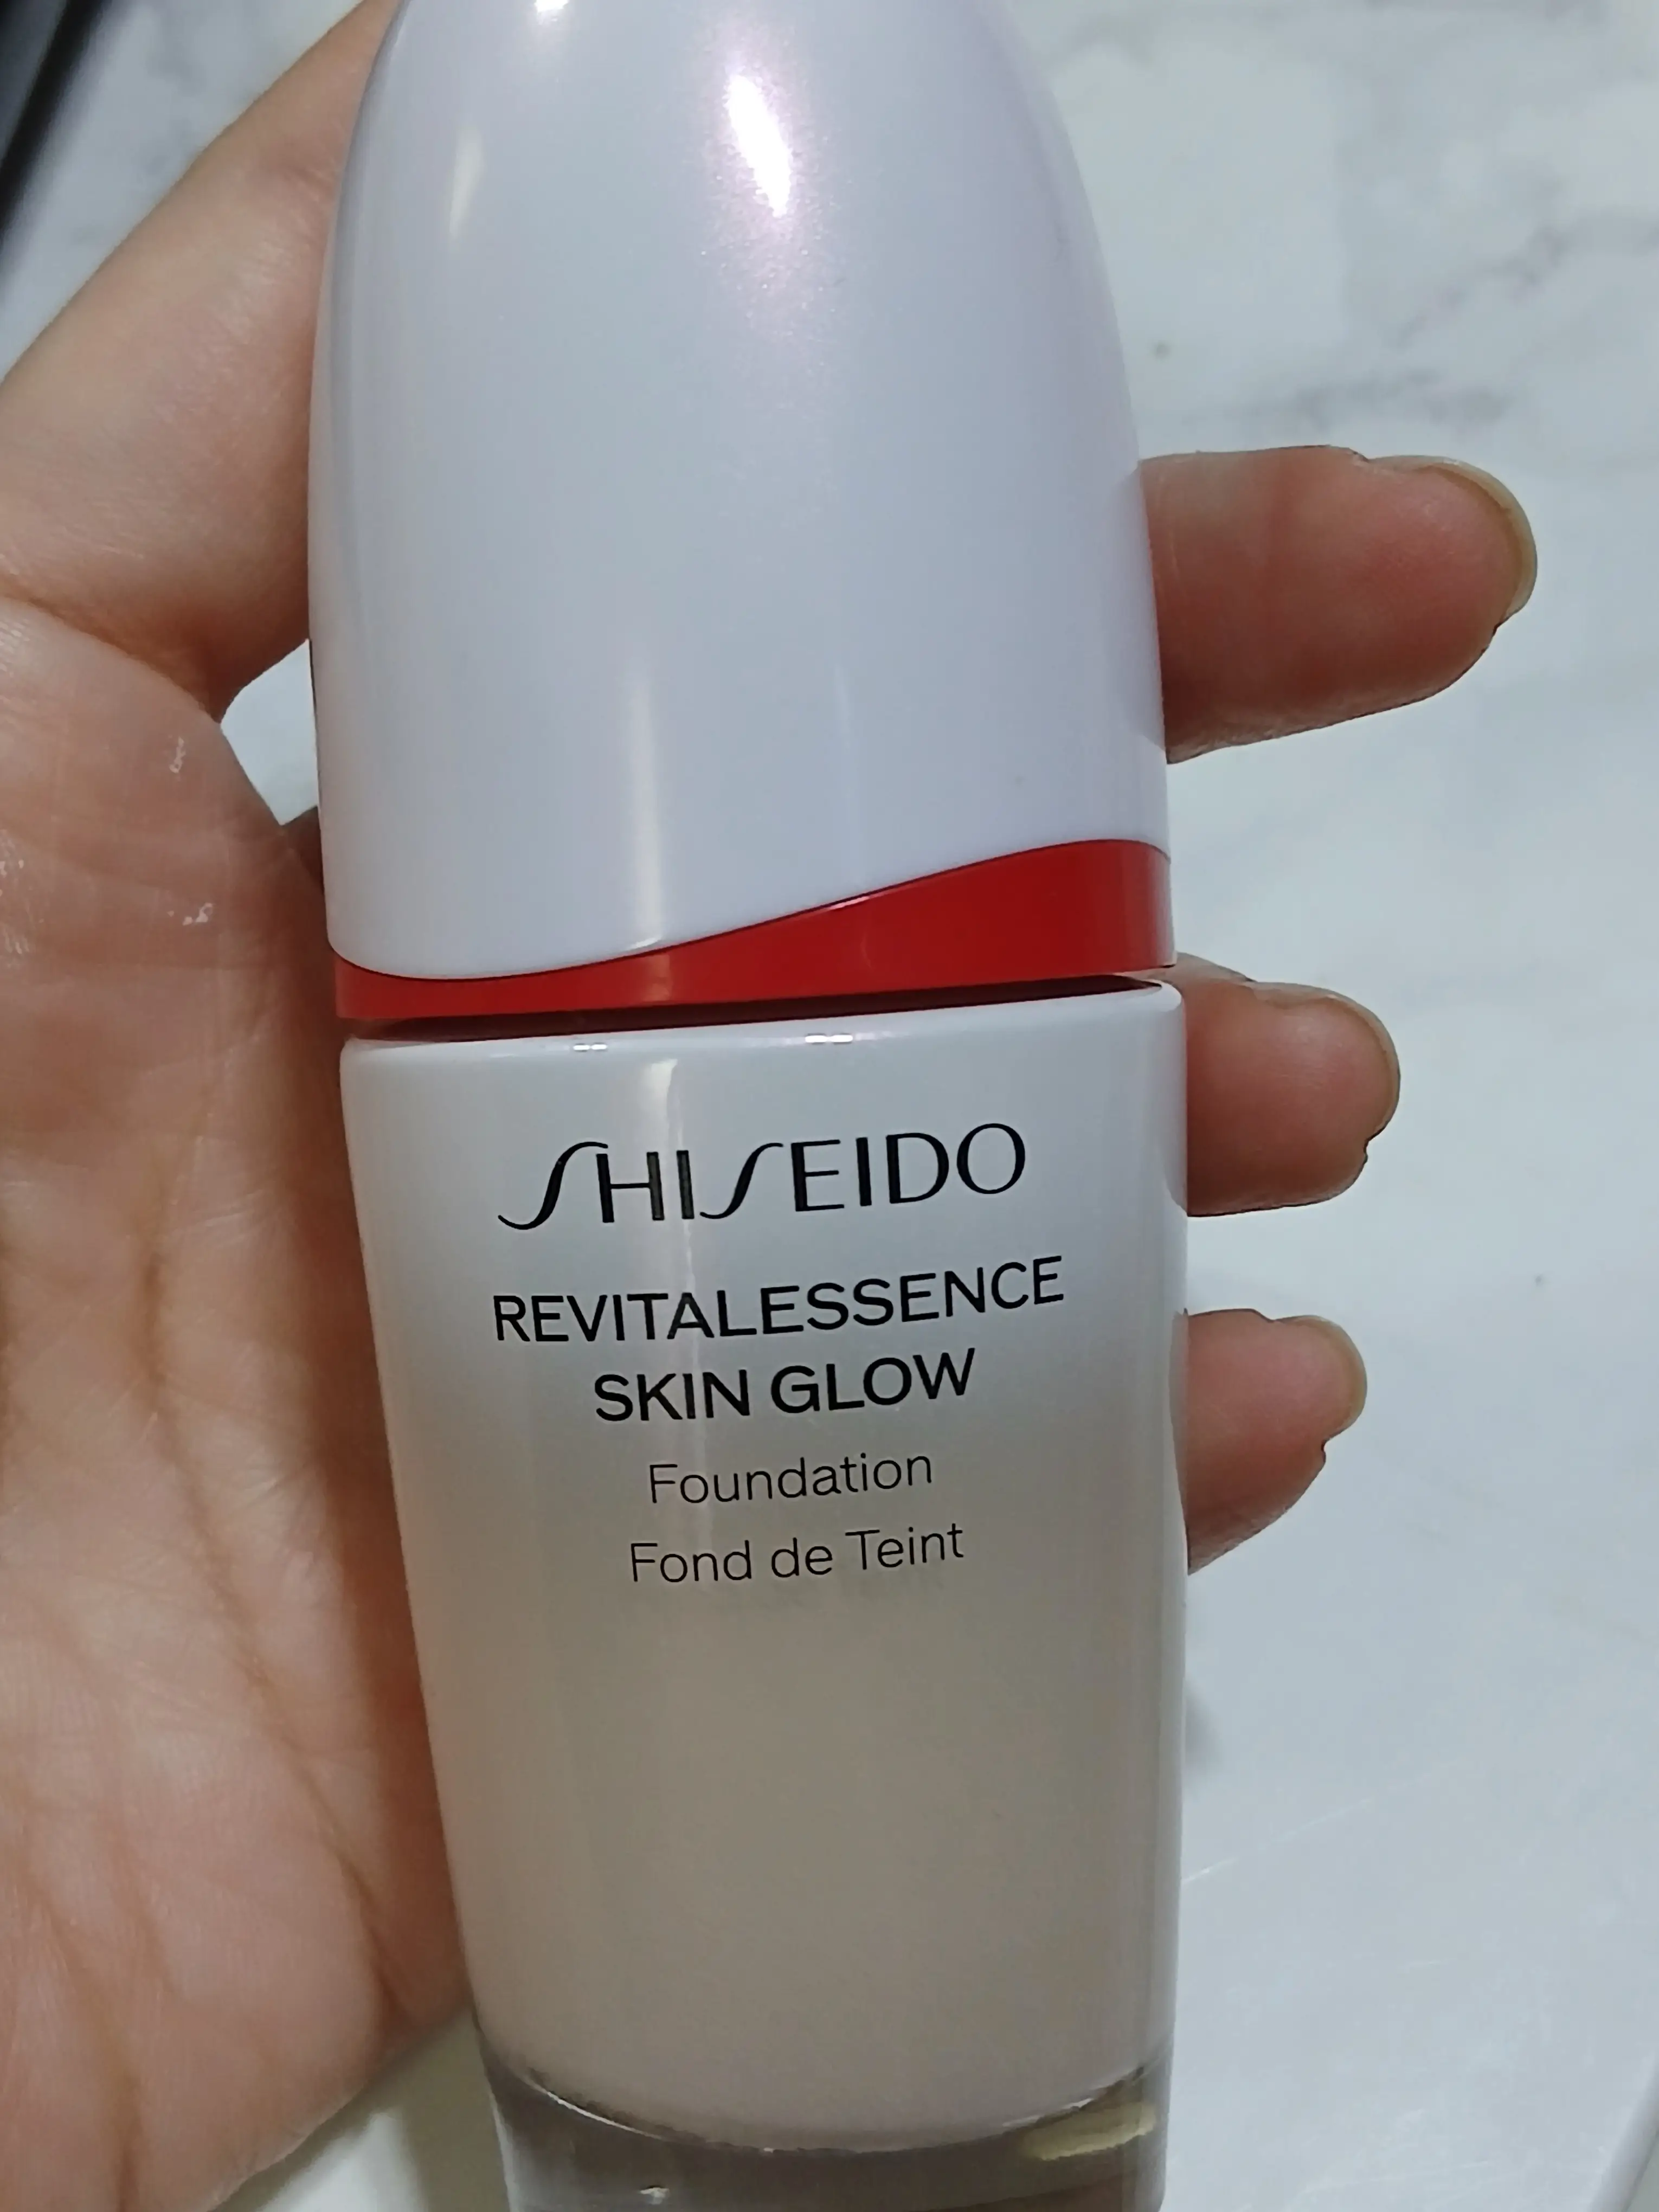 SHISEIDO
REVITALESSENCE
SKIN GLOW
Foundation
Fond de Teint